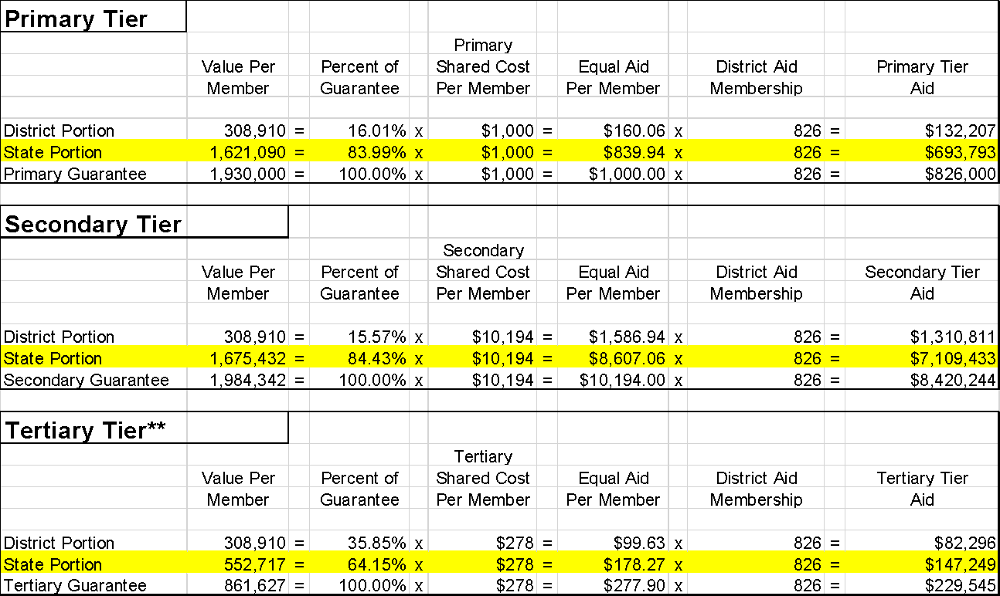 Primary Tier
Primary
Value Per Percent of Shared Cost Equal Aid District Aid Primary Tier
Member Guarantee Per Member Per Member Membership Aid
District Portion 308,910 = 16.01% x $1,000 = $160.06 x 826 = $132,207
State Portion 1,621,090 = 83.99% x $1,000 = $839.94 x 826 = $693,793
Primary Guarantee 1,930,000 = 100.00% x $1,000 = $1,000.00 x 826 = $826,000
Secondary Tier
Secondary
Value Per Percent of Shared Cost Equal Aid District Aid Secondary Tier
Member Guarantee Per Member Per Member Membership Aid
District Portion 308,910 = 15.57% x $10,194 = $1,586.94 x 826 = $1,310,811
State Portion 1,675,432 = 84.43% x $10,194 = $8,607.06 x 826 = $7,109,433
Secondary Guarantee 1,984,342 = 100.00% x $10,194 = $10,194.00 x 826 = $8,420,244
Tertiary Tier**
Tertiary
Value Per Percent of Shared Cost Equal Aid District Aid Tertiary Tier
Member Guarantee Per Member Per Member Membership Aid
District Portion 308,910 = 35.85% x $278 = $99.63 x 826 = $82,296
State Portion 552,717 = 64.15% x $278 = $178.27 x 826 = $147,249
Tertiary Guarantee 861,627 = 100.00% x $278 = $277.90 x 826 = $229,545